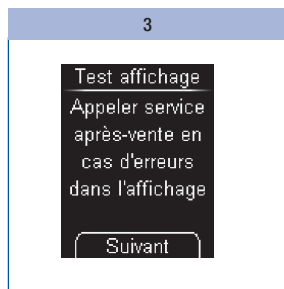 3
Test affichage
Appeler service
après-vente en
cas d'erreurs
dans l'affichage
Suivant